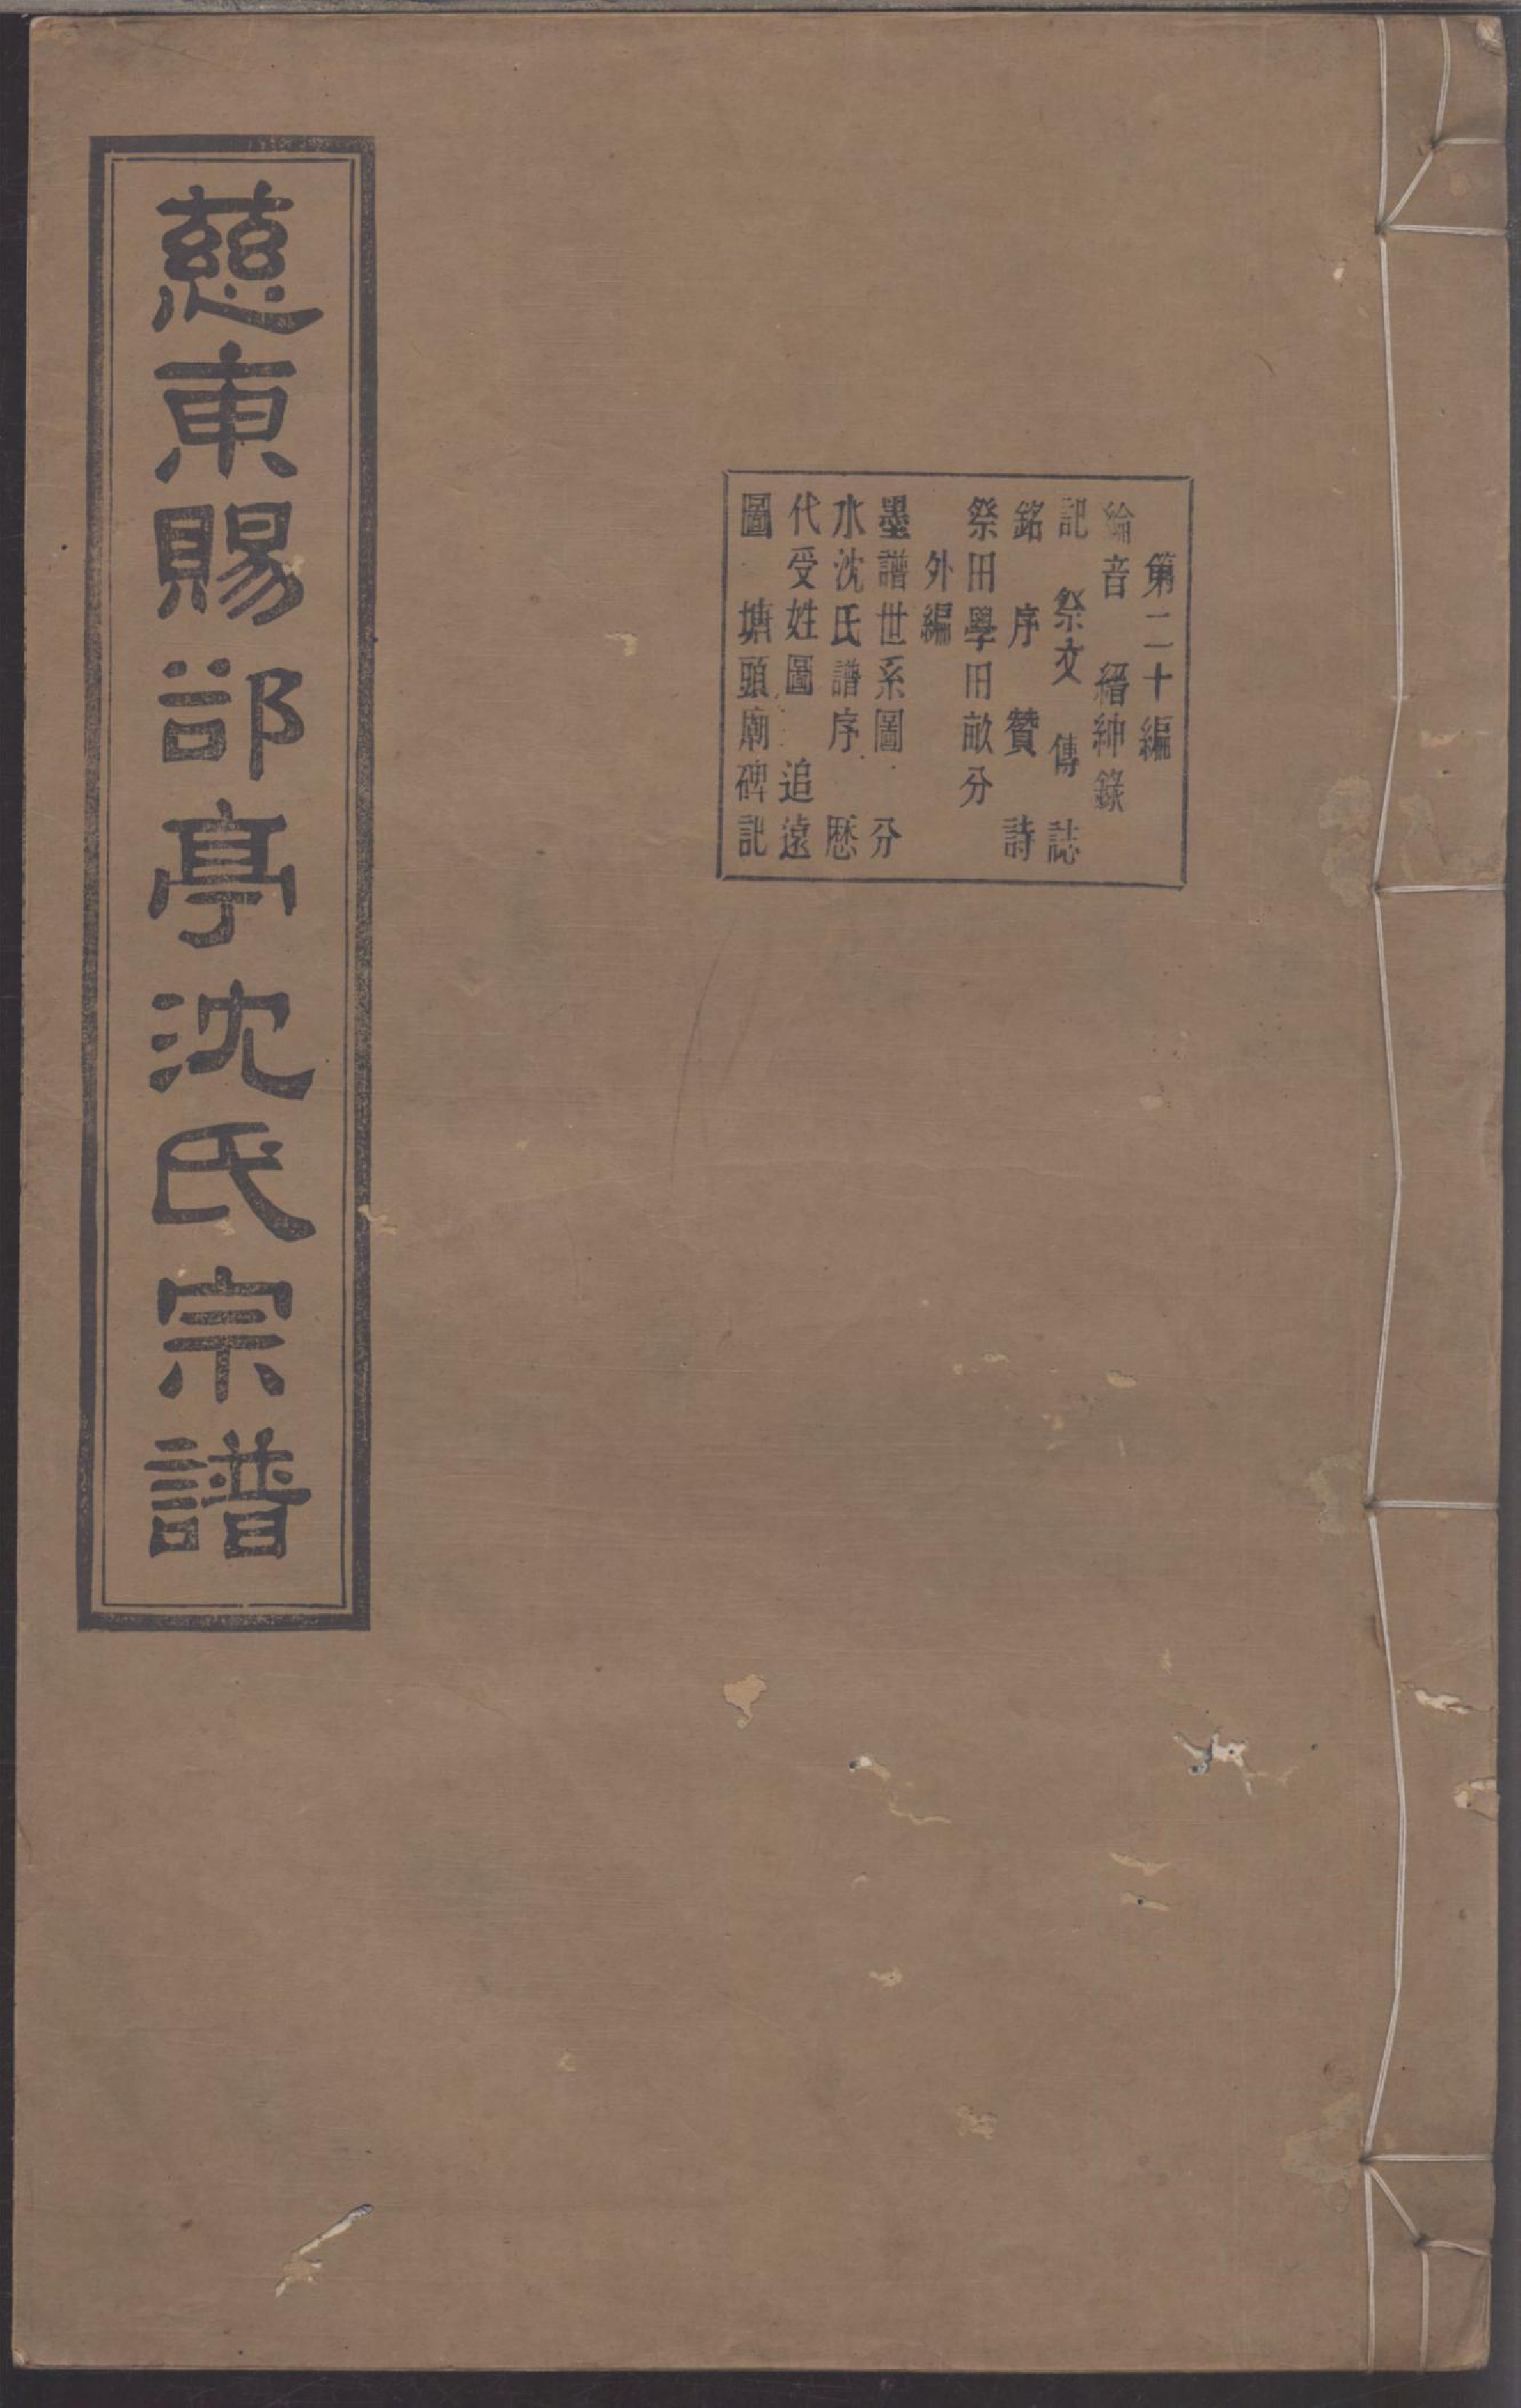 第二十編
綸音 縉紳錄
記 祭文 傳 誌
銘 序 贊 詩
祭田學田畝分
外編
墨譜世系圖 分
水沈氏譜序 歷
代受姓圖 追遠
圖 塘頭廟碑記
慈東賜部亭沈氏宗譜